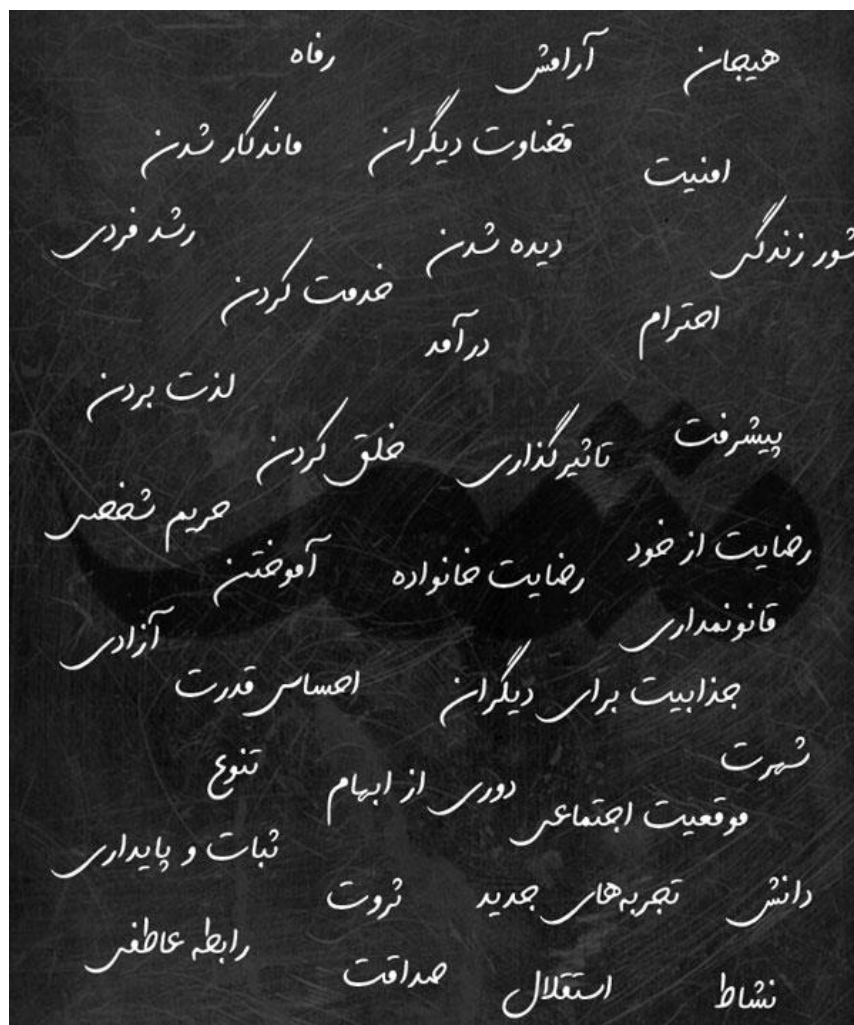 هیجان آرامش رفاه
قضاوت دیگران ماندگار شدن
امنیت
شور زندگی دیده شدن رشد فردی
خدمت کردن
احترام درآمد
لذت بردن
پیشرفت تاثیرگذاری خلق کردن
حریم شخصی
رضایت از خود رضایت خانواده آموختن
قانونمداری آزادی
جذابیت برای دیگران احساس قدرت
شهرت تنوع
دوری از ابهام
موقعیت اجتماعی
ثبات و پایداری
دانش تجربه‌های جدید ثروت
رابطه عاطفی
نشاط استقلال صداقت